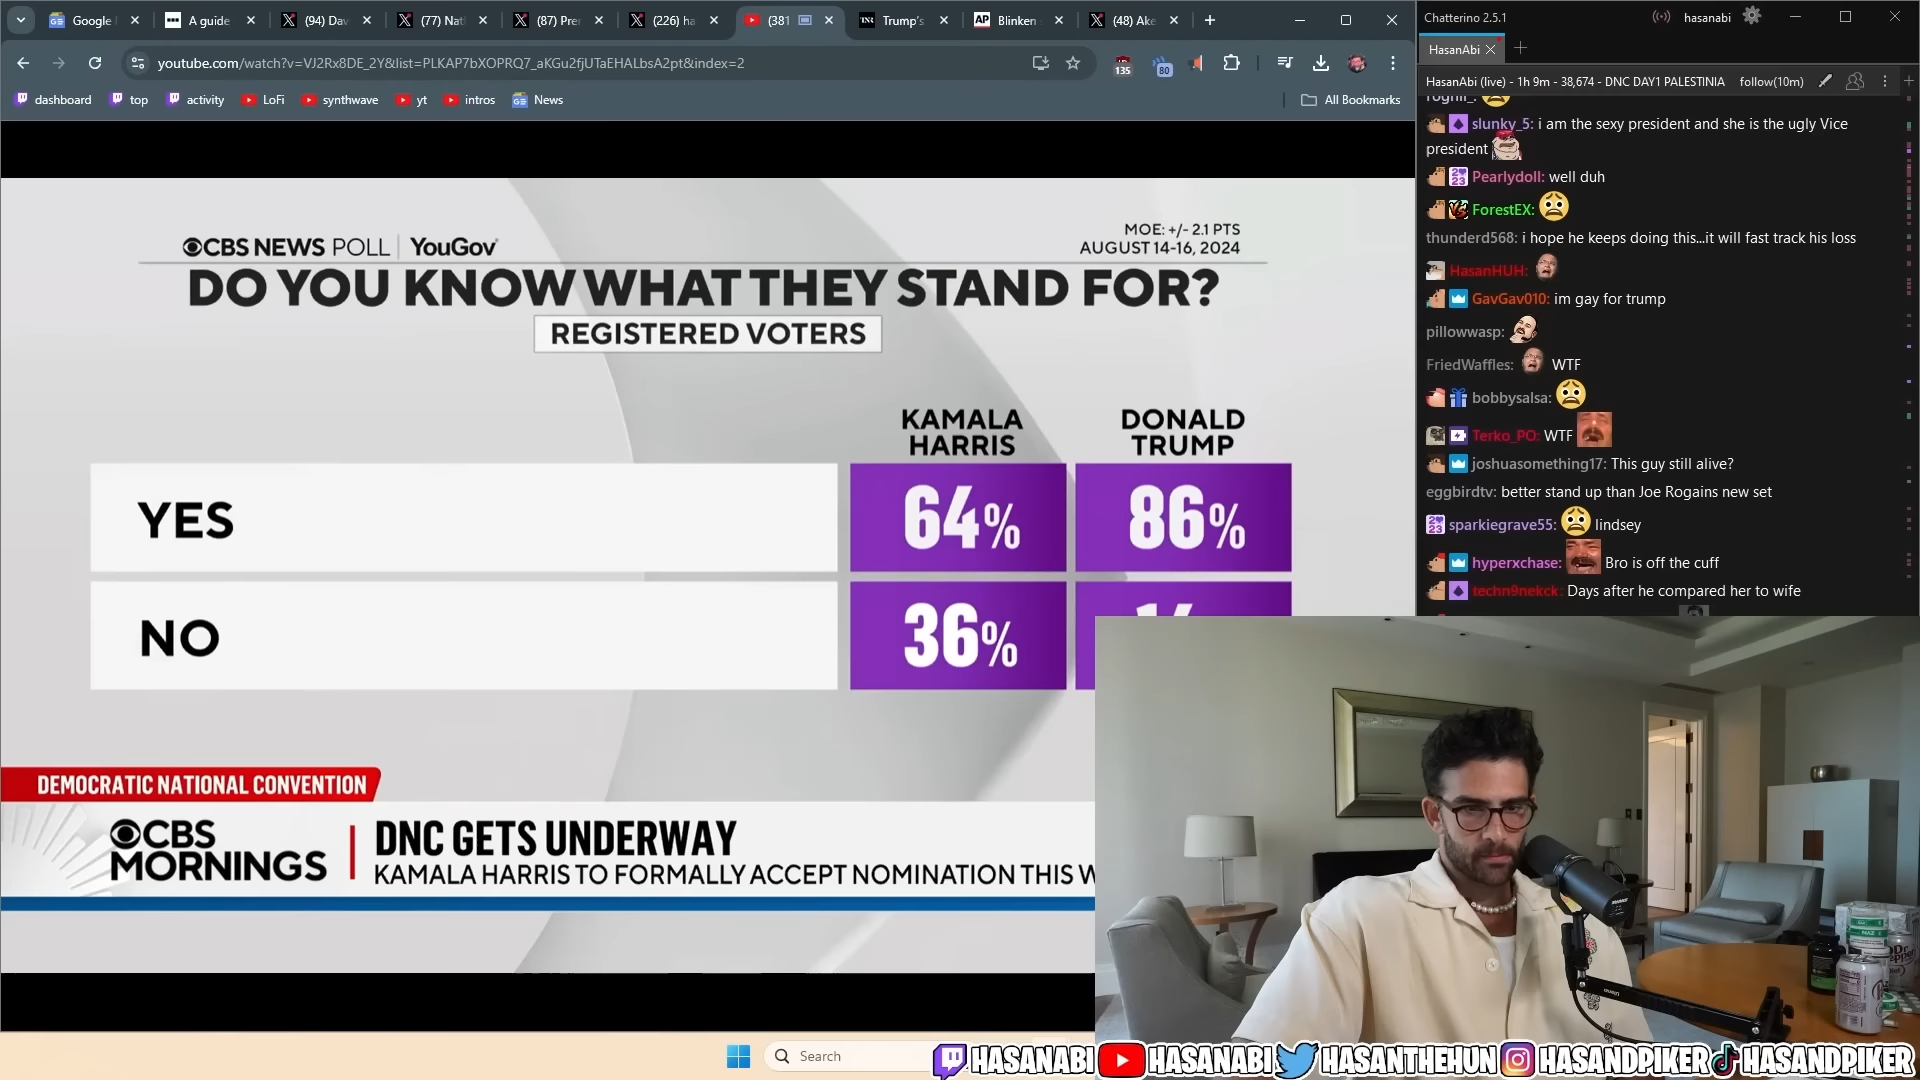 Google
A guide
(94) Dav
(77) Nat
(87) Pre
(226) ha
(381
Trump's
AP
Blinken
(48) Ake
youtube.com/watch?v=VJ2Rx8DE_2Y&list=PLKAP7bXOPRQ7_aKGu2fjUTaEHALbsA2pt&index=2
135
80
dashboard
top
activity
LoFi
synthwave
yt
intros
News
All Bookmarks
CBS NEWS POLL | YouGov
MOE: +/- 2.1 PTS
AUGUST 14-16, 2024
DO YOU KNOW WHAT THEY STAND FOR?
REGISTERED VOTERS
KAMALA HARRIS
DONALD TRUMP
YES
64%
86%
NO
36%
DEMOCRATIC NATIONAL CONVENTION
CBS MORNINGS
DNC GETS UNDERWAY
KAMALA HARRIS TO FORMALLY ACCEPT NOMINATION THIS W
Search
Chatterino 2.5.1
hasanabi
HasanAbi
HasanAbi (live) - 1h 9m - 38,674 - DNC DAY1 PALESTINIA
follow(10m)
slunky_5: i am the sexy president and she is the ugly Vice
president
Pearlydoll: well duh
ForestEX:
thunderd568: i hope he keeps doing this...it will fast track his loss
HasanHUH:
GavGav010: im gay for trump
pillowwasp:
FriedWaffles: WTF
bobbysalsa:
Terko_PO: WTF
joshuasomething17: This guy still alive?
eggbirdtv: better stand up than Joe Rogains new set
sparkiegrave55: lindsey
hyperxchase: Bro is off the cuff
techn9nekck: Days after he compared her to wife
HASANABI
HASANABI
HASANTHEHUN
HASANDPIKER
HASANDPIKER